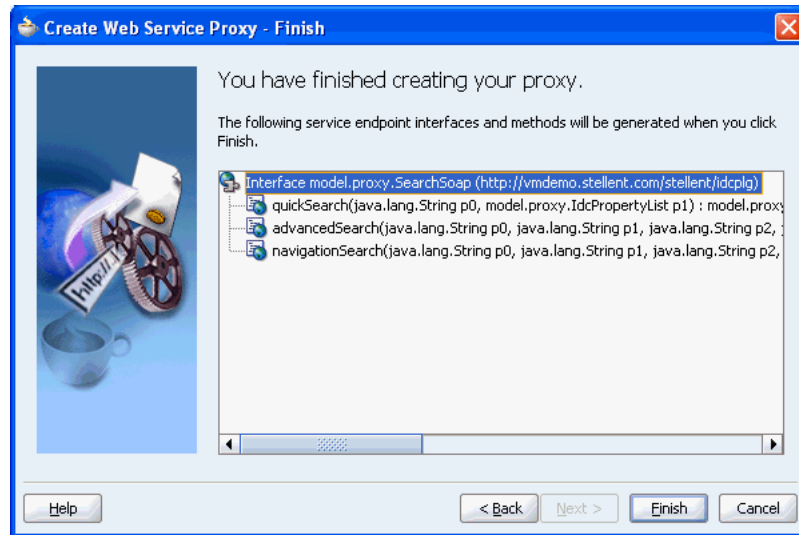 Create Web Service Proxy - Finish
You have finished creating your proxy.
The following service endpoint interfaces and methods will be generated when you click
Finish.
Interface model.proxy.SearchSoap (http://vmdemo.stellent.com/stellent/idcplg)
quickSearch(java.lang.String p0, model.proxy.IdcPropertyList p1) : model.proxy
advancedSearch(java.lang.String p0, java.lang.String p1, java.lang.String p2,
navigationSearch(java.lang.String p0, java.lang.String p1, java.lang.String p2,
http://
Help < Back Next > Finish Cancel